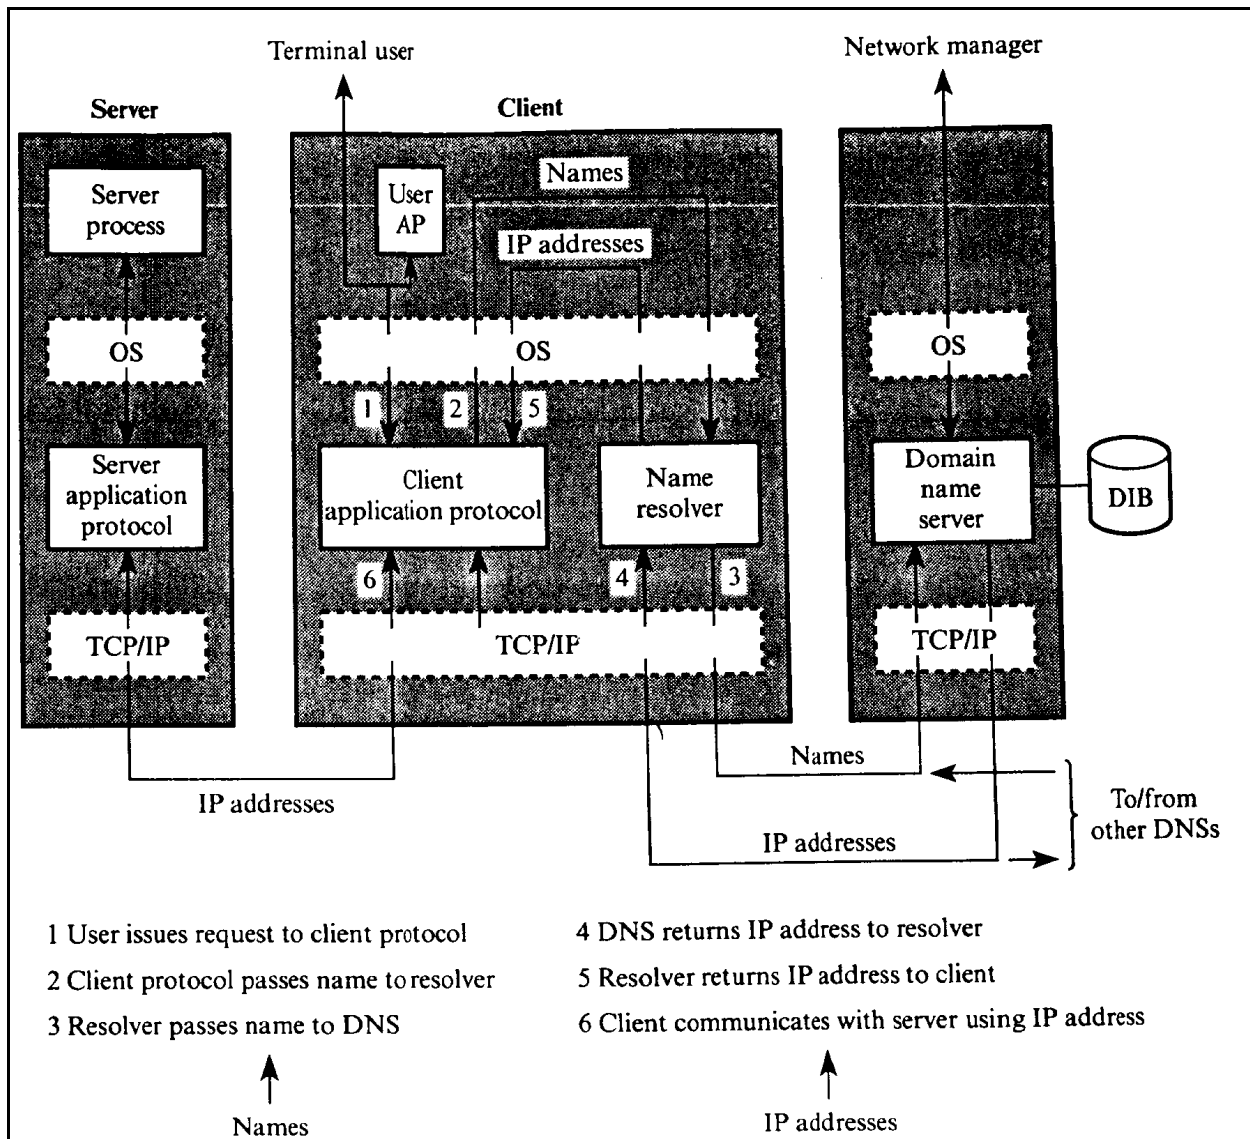 Terminal user
Network manager
Server
Client
Server
process
User
AP
Names
IP addresses
OS
OS
OS
1
2
5
Server
application
protocol
Client
application protocol
Name
resolver
Domain
name
server
DIB
6
4
3
TCP/IP
TCP/IP
TCP/IP
Names
IP addresses
To/from
other DNSs
IP addresses
1 User issues request to client protocol
2 Client protocol passes name to resolver
3 Resolver passes name to DNS
4 DNS returns IP address to resolver
5 Resolver returns IP address to client
6 Client communicates with server using IP address
Names
IP addresses